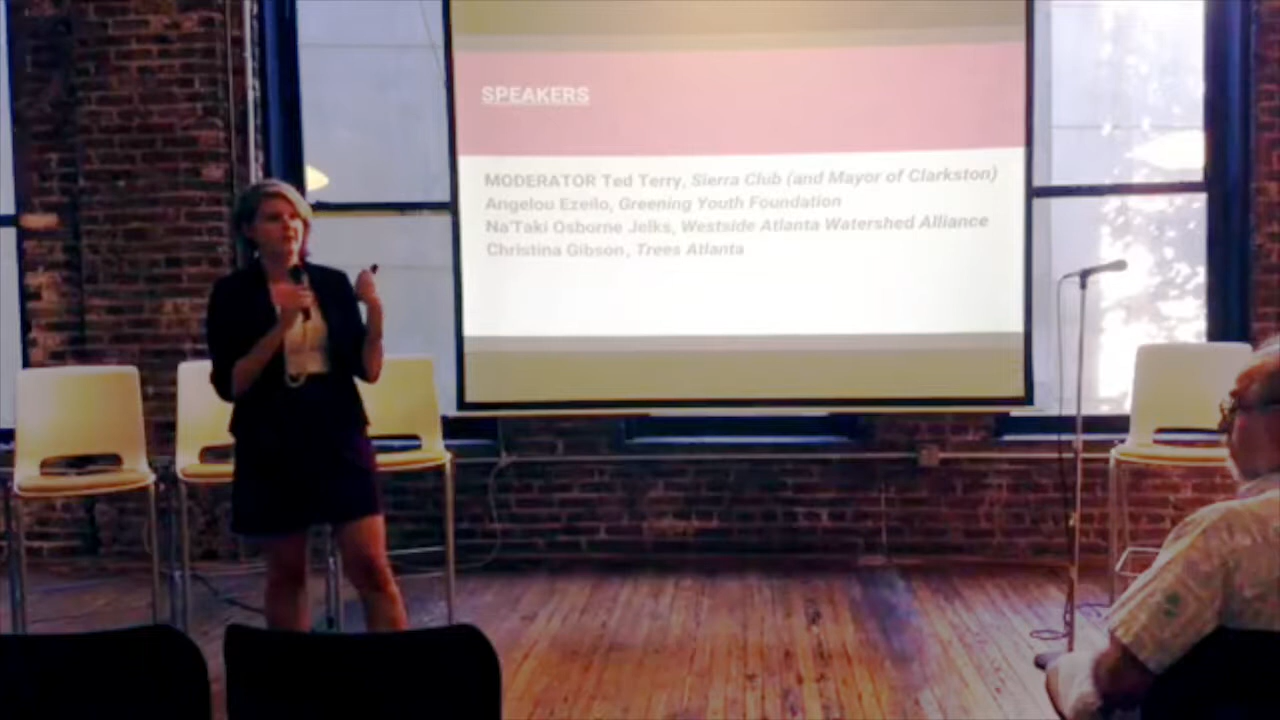 SPEAKERS
MODERATOR Ted Terry, Sierra Club (and Mayor of Clarkston)
Angelou Ezeilo, Greening Youth Foundation
Na'Taki Osborne Jelks, Westside Atlanta Watershed Alliance
Christina Gibson, Trees Atlanta